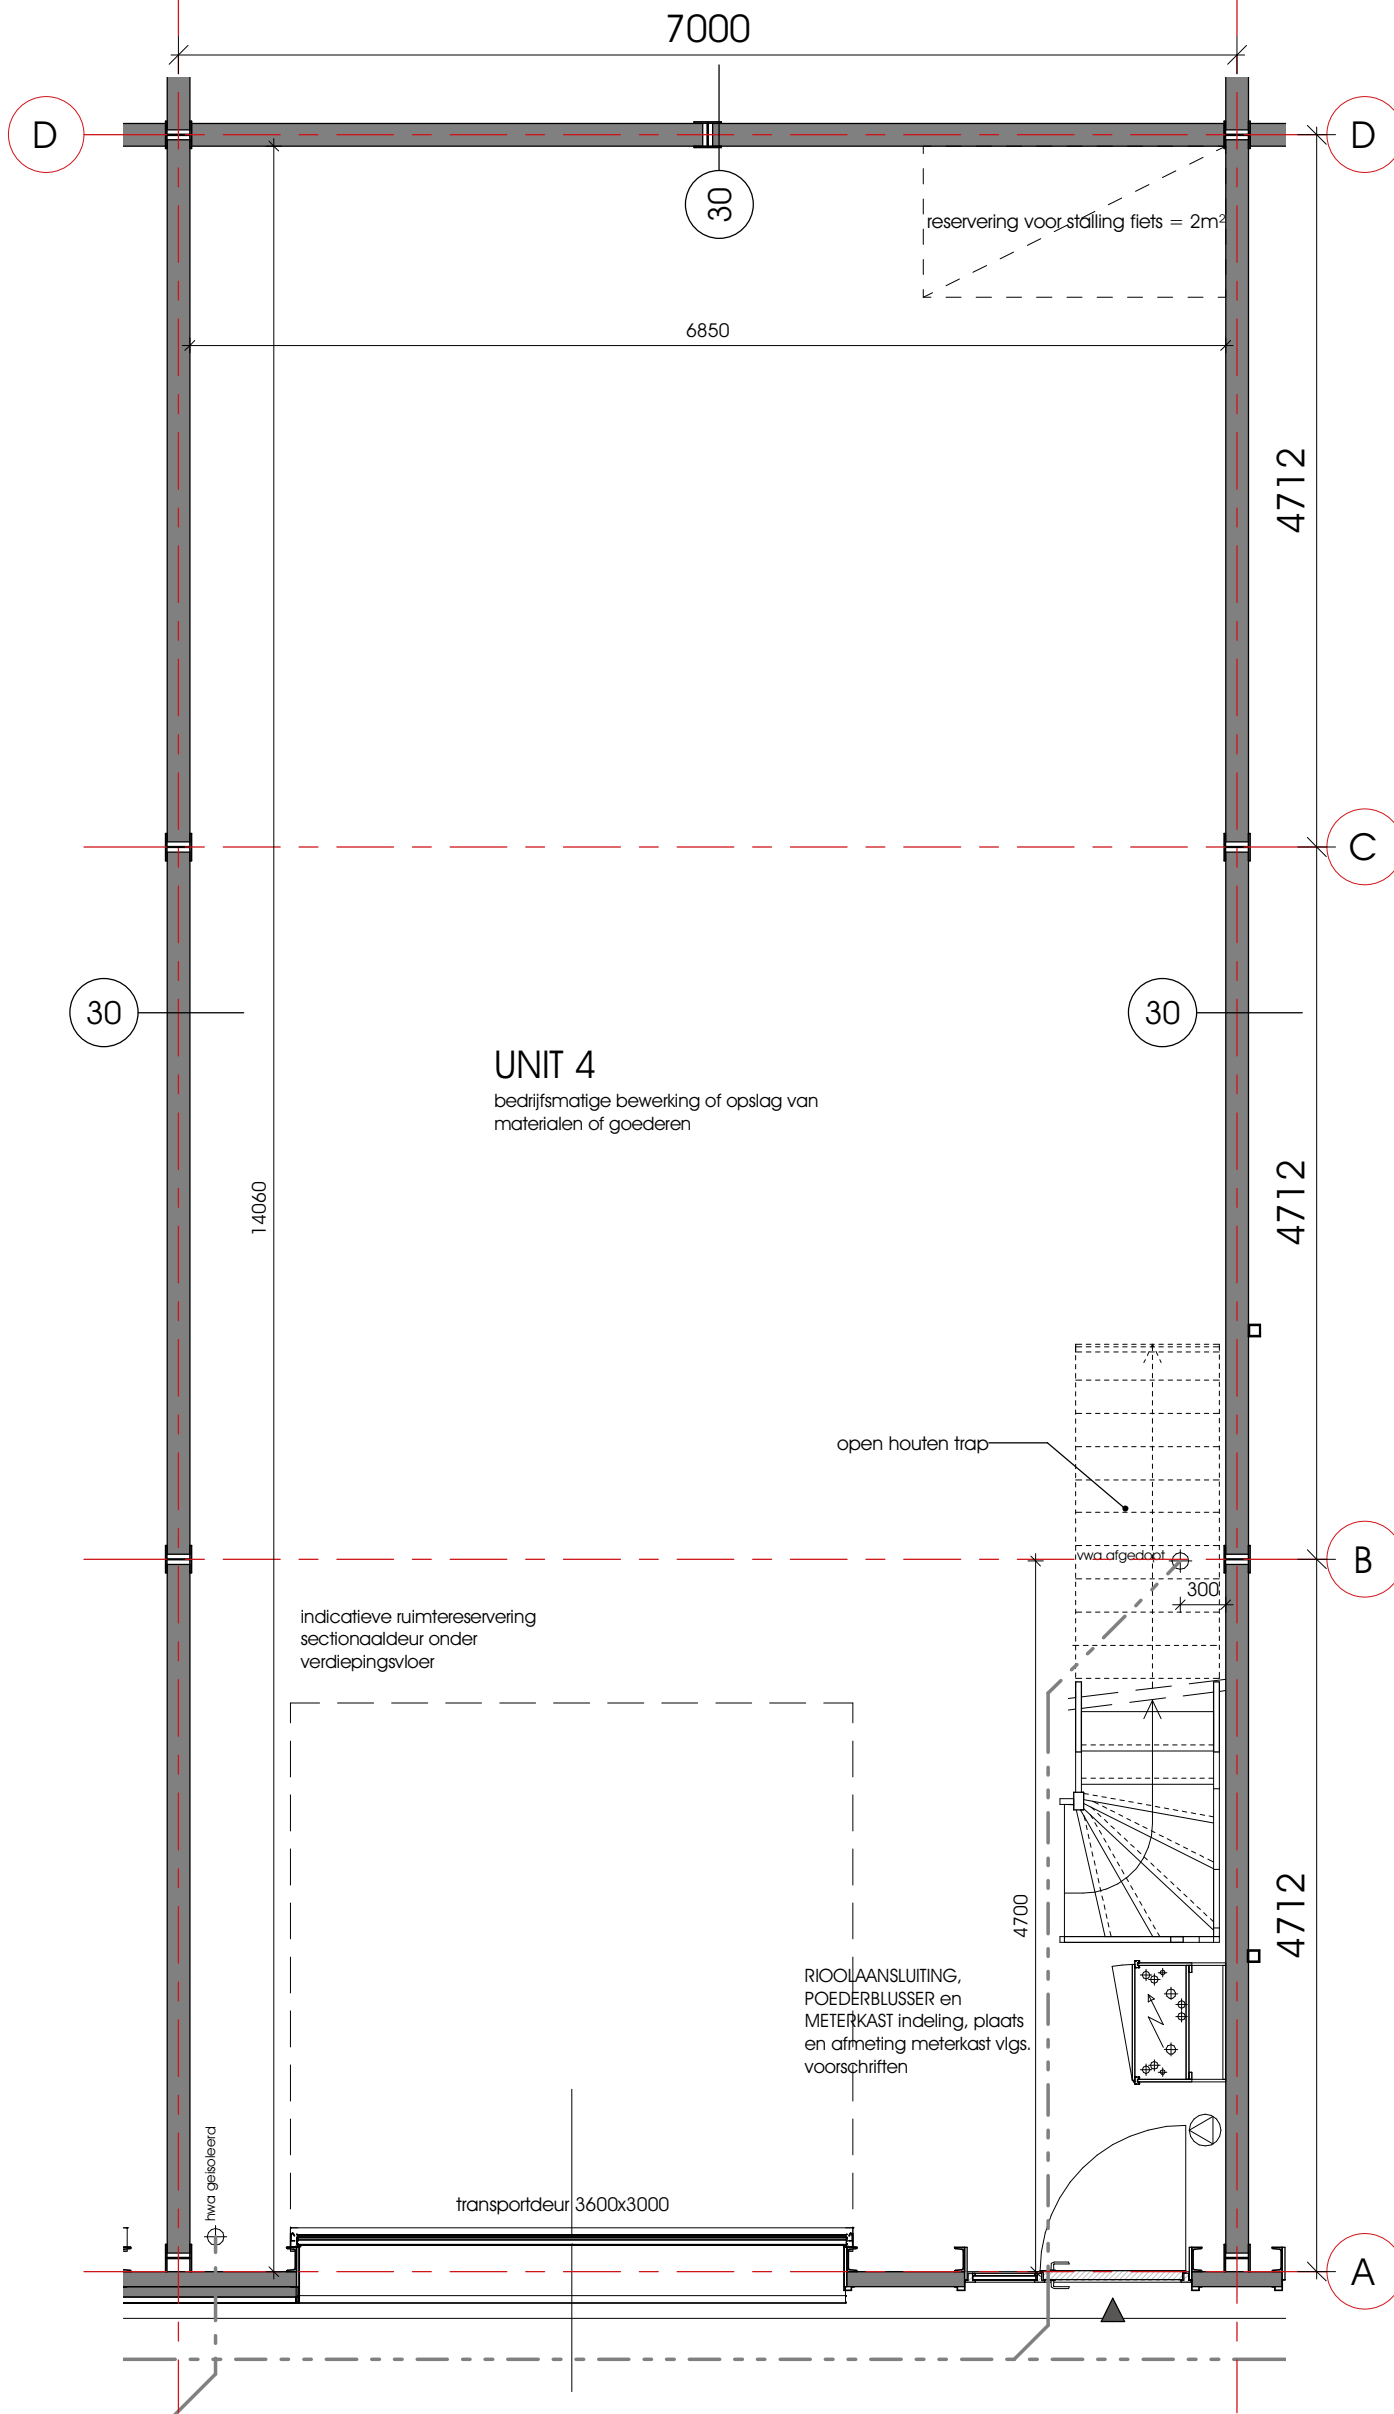 7000
D
D
30
reservering voor stalling fiets = 2m²
6850
4712
C
30
30
UNIT 4
bedrijfsmatige bewerking of opslag van
materialen of goederen
14060
4712
open houten trap
vwa afgedopt
B
300
indicatieve ruimtereservering
sectionaaldeur onder
verdiepingsvloer
4700
4712
RIOOLAANSLUITING,
POEDERBLUSSER en
METERKAST indeling, plaats
en afmeting meterkast vlgs.
voorschriften
hwa geisoleerd
transportdeur 3600x3000
A